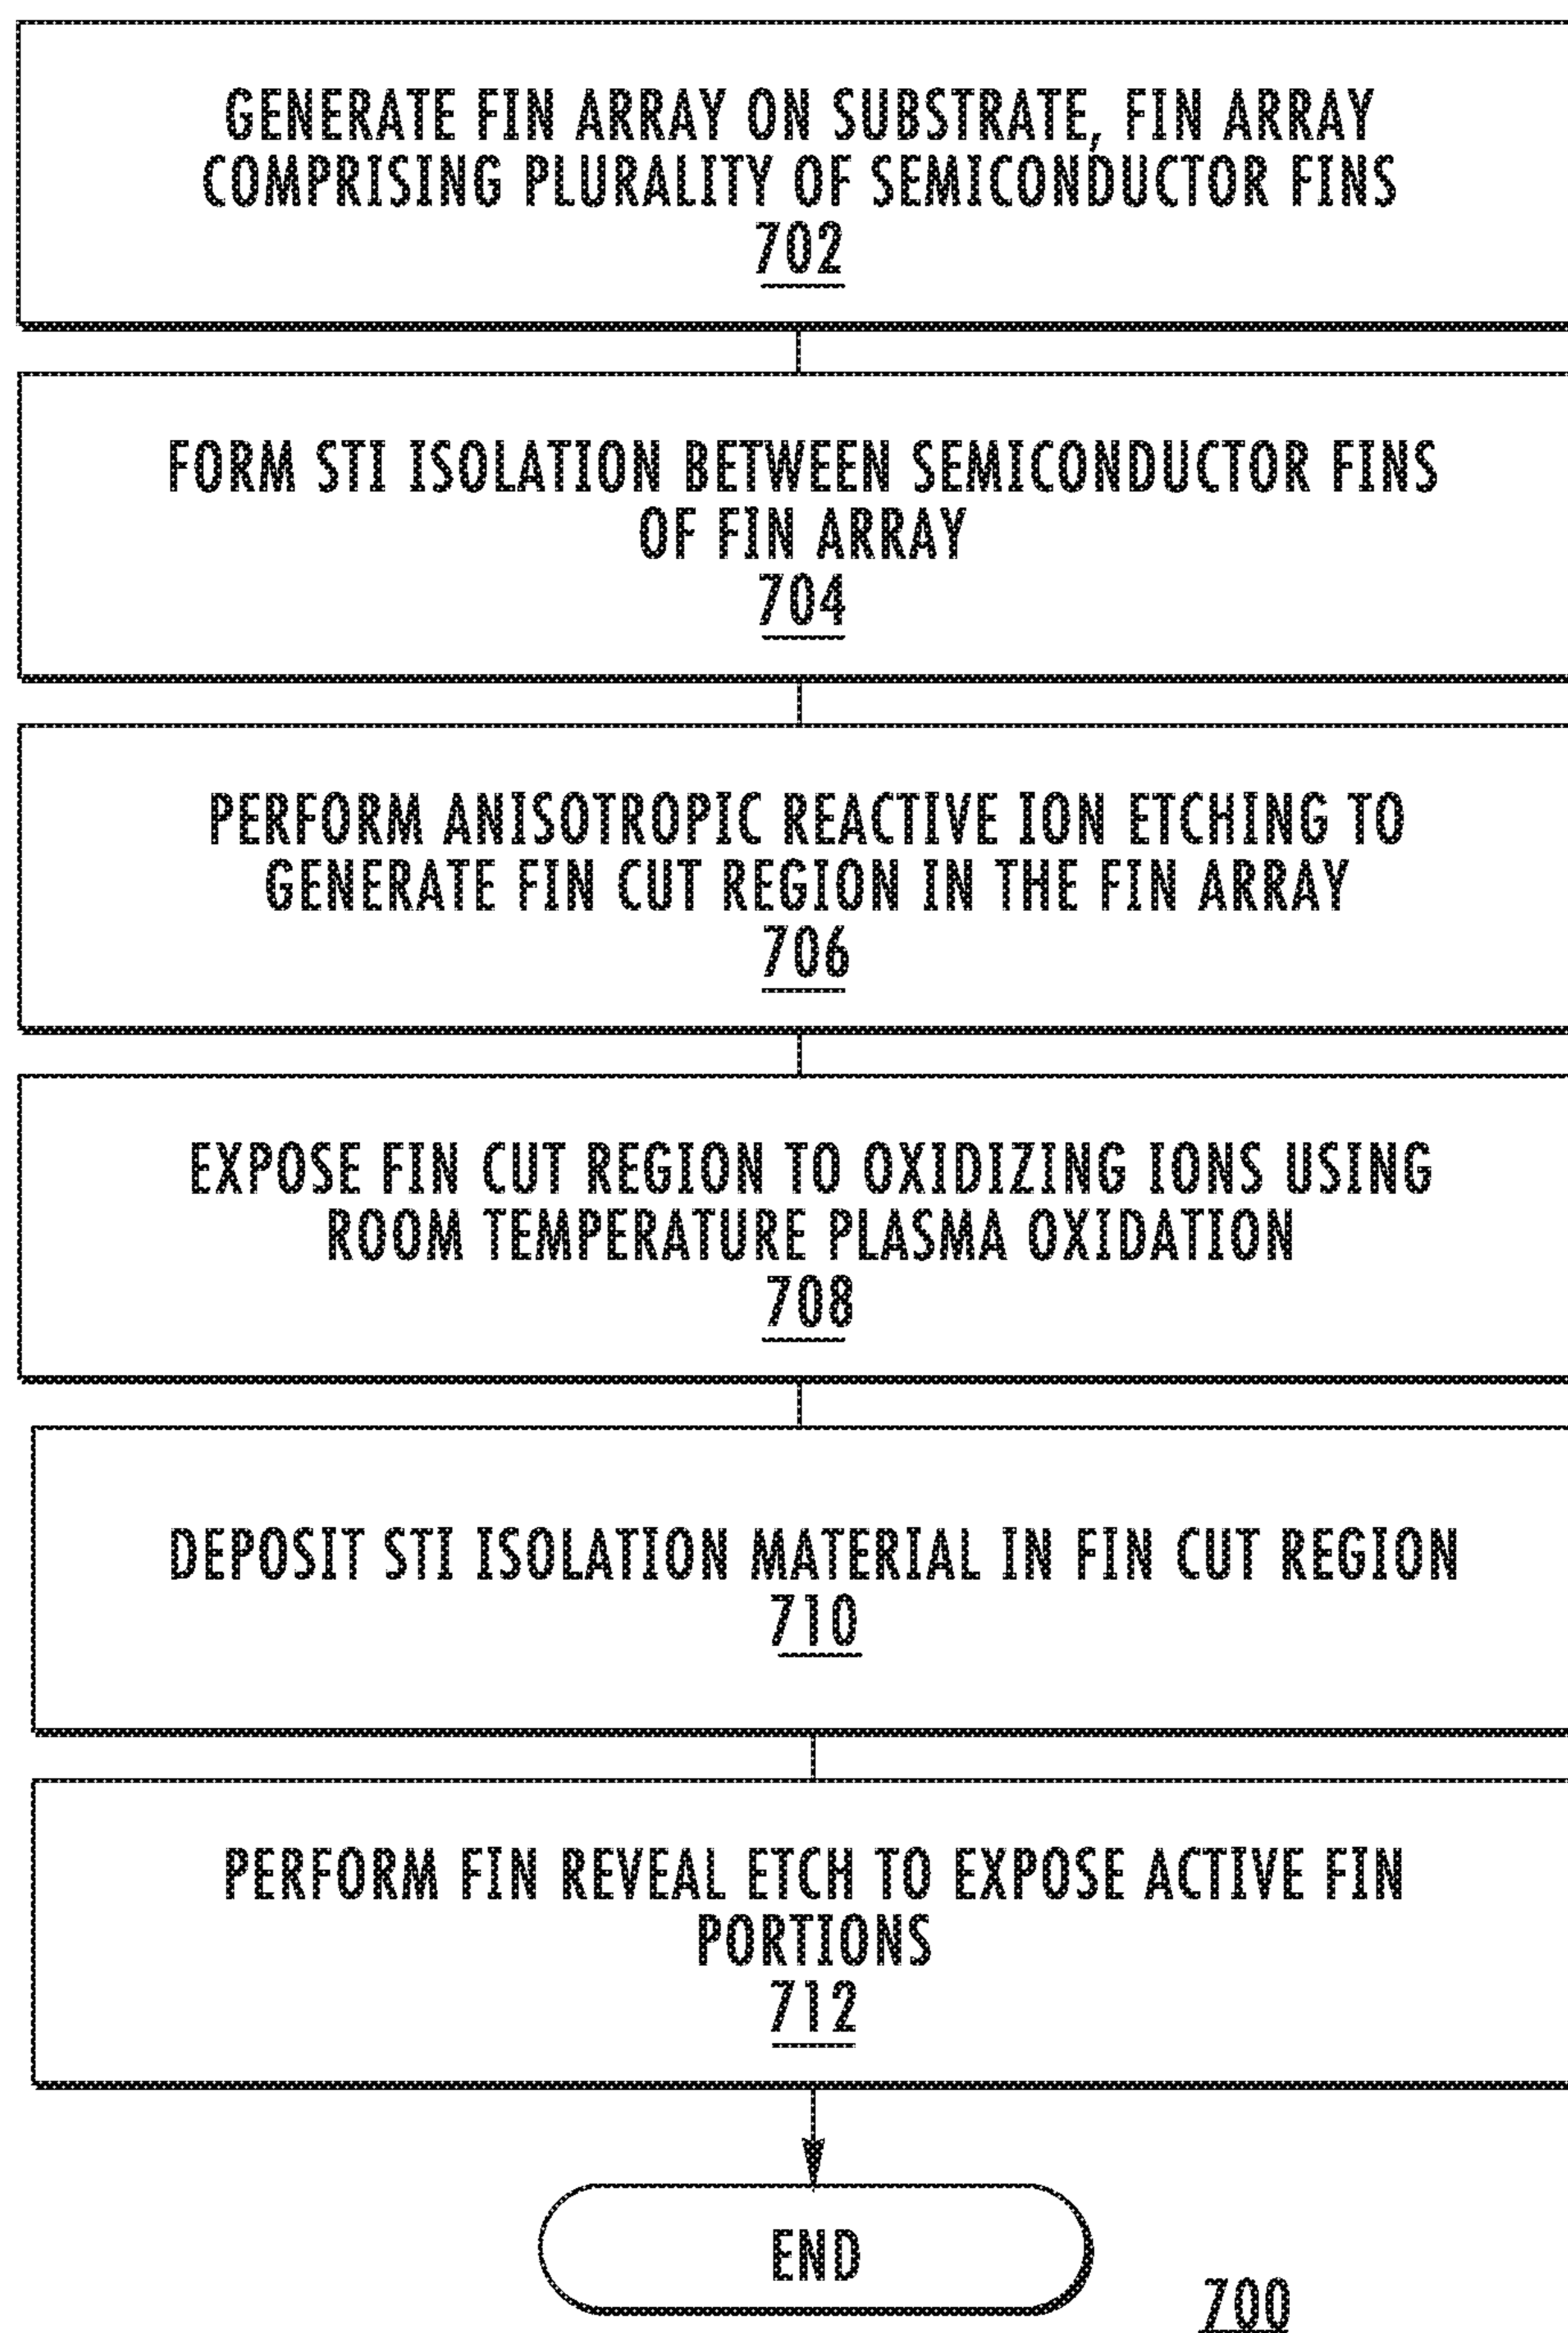 GENERATE FIN ARRAY ON SUBSTRATE, FIN ARRAY
COMPRISING PLURALITY OF SEMICONDUCTOR FINS
702
FORM STI ISOLATION BETWEEN SEMICONDUCTOR FINS
OF FIN ARRAY
704
PERFORM ANISOTROPIC REACTIVE ION ETCHING TO
GENERATE FIN CUT REGION IN THE FIN ARRAY
706
EXPOSE FIN CUT REGION TO OXIDIZING IONS USING
ROOM TEMPERATURE PLASMA OXIDATION
708
DEPOSIT STI ISOLATION MATERIAL IN FIN CUT REGION
710
PERFORM FIN REVEAL ETCH TO EXPOSE ACTIVE FIN
PORTIONS
712
END
700